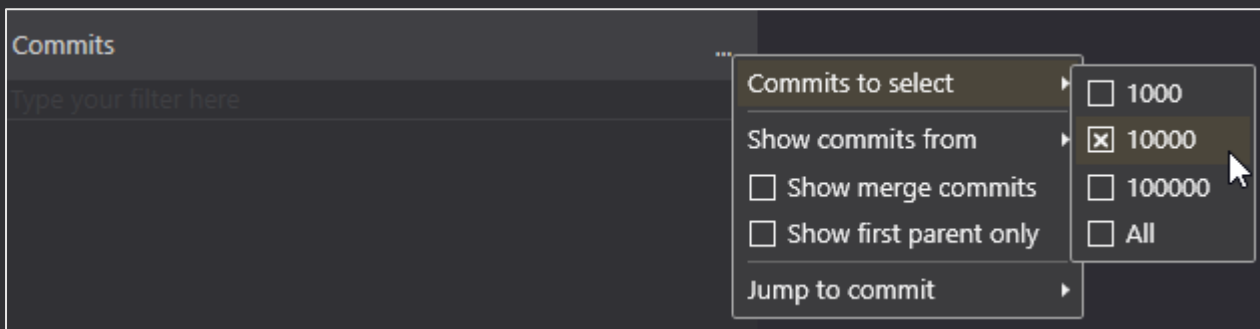 Commits
...
Type your filter here
Commits to select
Show commits from
Show merge commits
Show first parent only
Jump to commit
1000
10000
100000
All